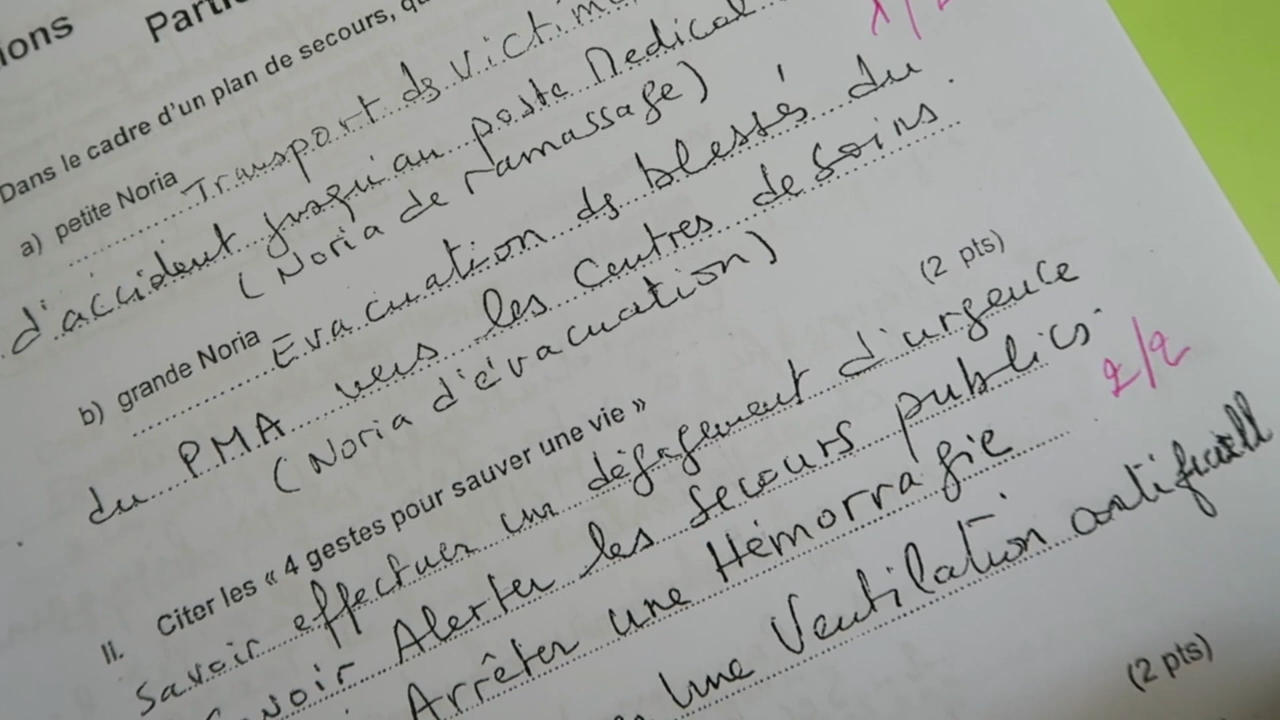 ions Partie
Dans le cadre d'un plan de secours, qu
1/2
a) petite Noria Transport ds victim
d'accident jusqu'au poste Medical
(Noria de ramassage)
b) grande Noria Evacuation ds blessés du
du PMA vers les Centres de Soins.
(Noria d'évacuation)
(2 pts)
II. Citer les « 4 gestes pour sauver une vie »
Savoir effectuer un dégagement d'urgence
voir Alerter les secours publics.
2/2
Arrêter une Hémorragie
Une Ventilation
(2 pts)